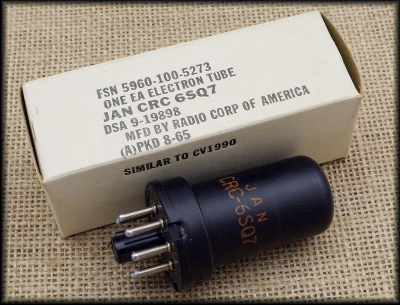 FSN 5960-100-5273
ONE EA ELECTRON TUBE
JAN CRC 6SQ7
DSA 9-19898
MFD BY RADIO CORP OF AMERICA
(A)PKD 8-65
SIMILAR TO CV1990
JAN
CRC-6SQ7